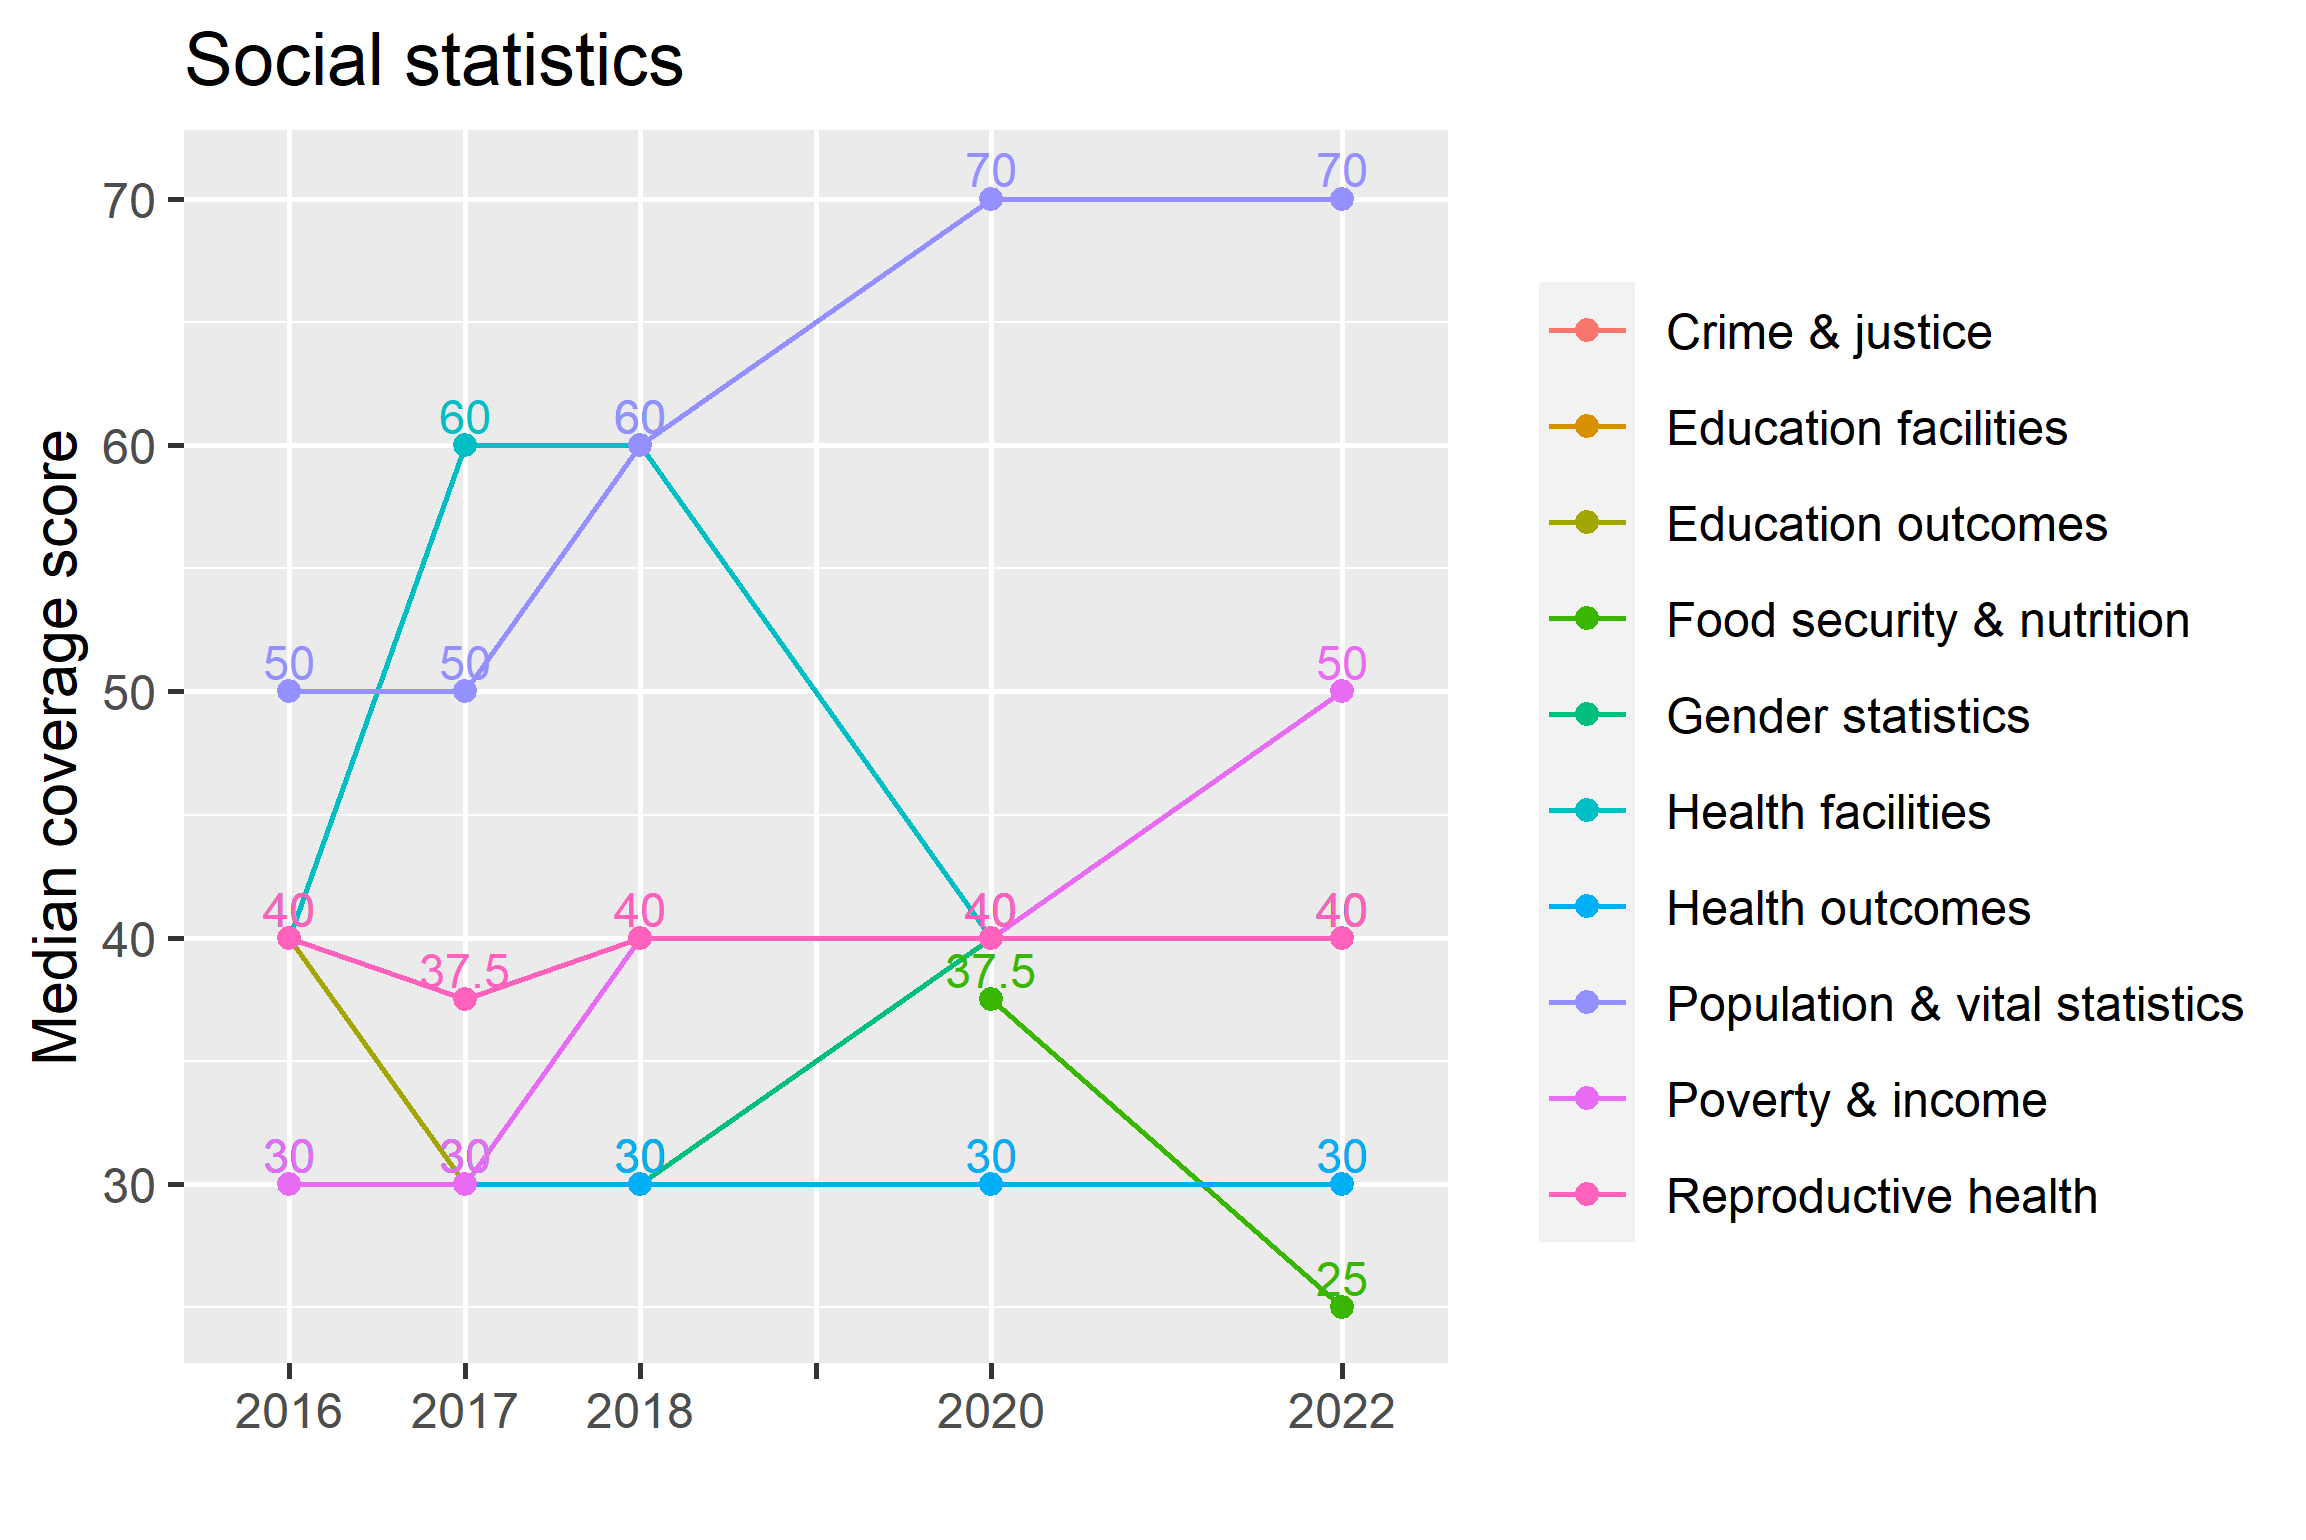 Social statistics
Median coverage score
70
60
50
40
30
70 70
60 60
50 50 50
40 40 40 40
37.5 37.5
30 30 30 30 30
25
2016 2017 2018 2020 2022
Crime & justice
Education facilities
Education outcomes
Food security & nutrition
Gender statistics
Health facilities
Health outcomes
Population & vital statistics
Poverty & income
Reproductive health